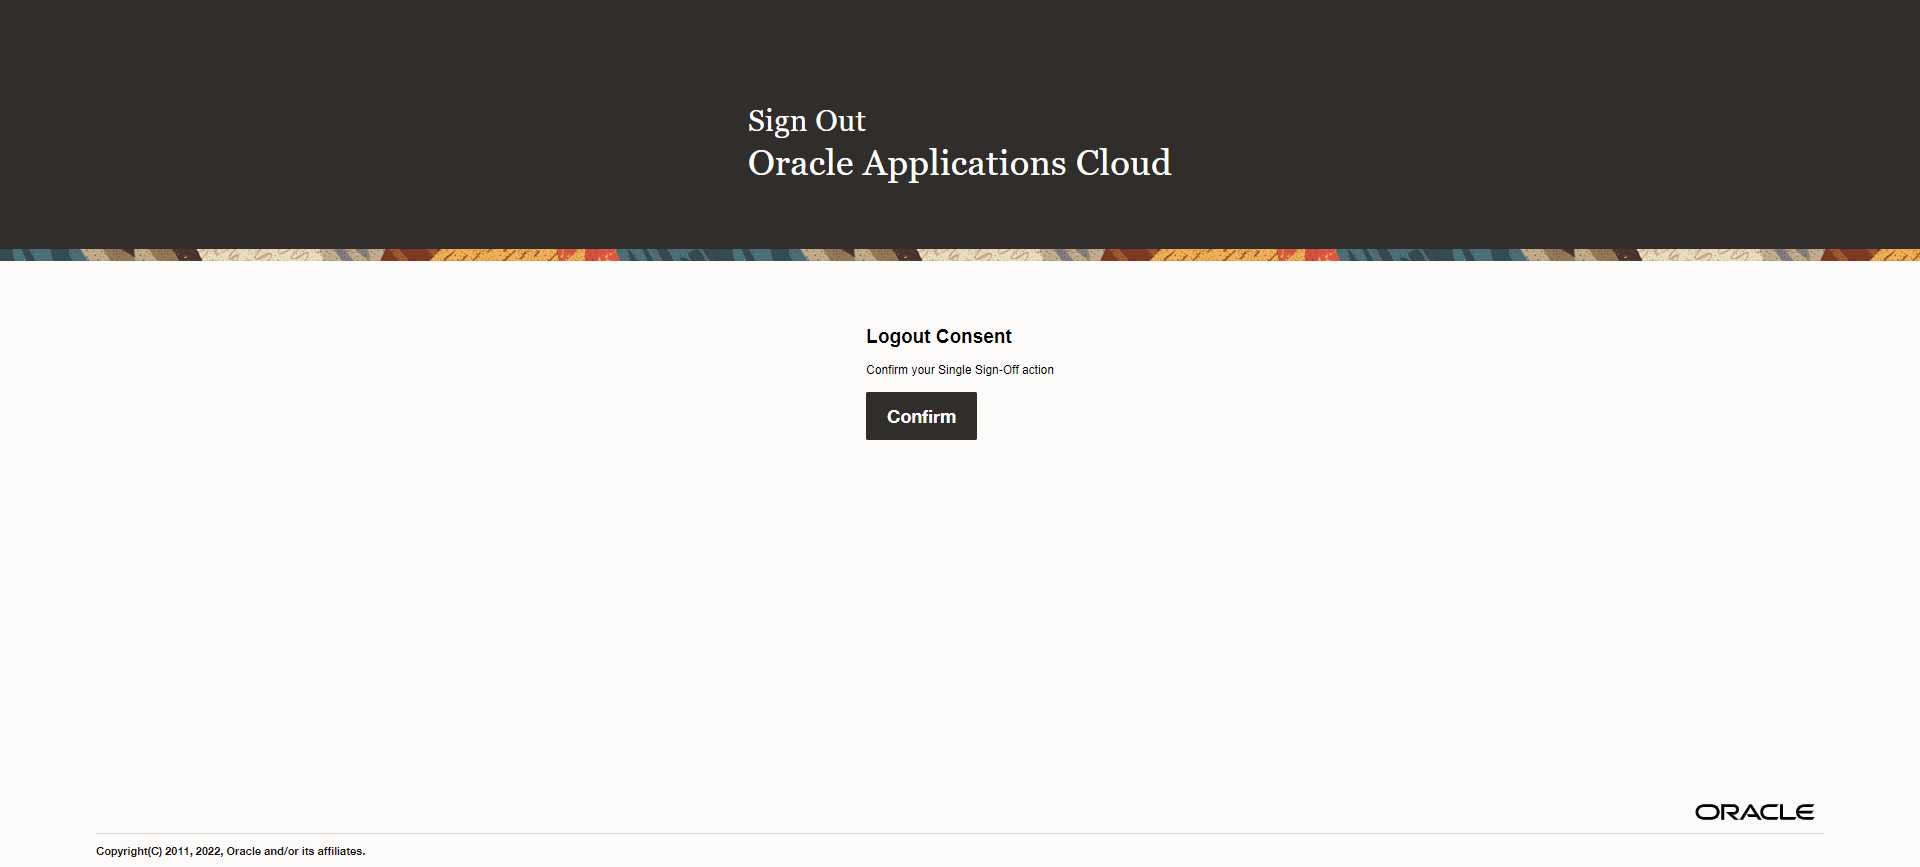 Sign Out
Oracle Applications Cloud
Logout Consent
Confirm your Single Sign-Off action
Confirm
ORACLE
Copyright(C) 2011, 2022, Oracle and/or its affiliates.